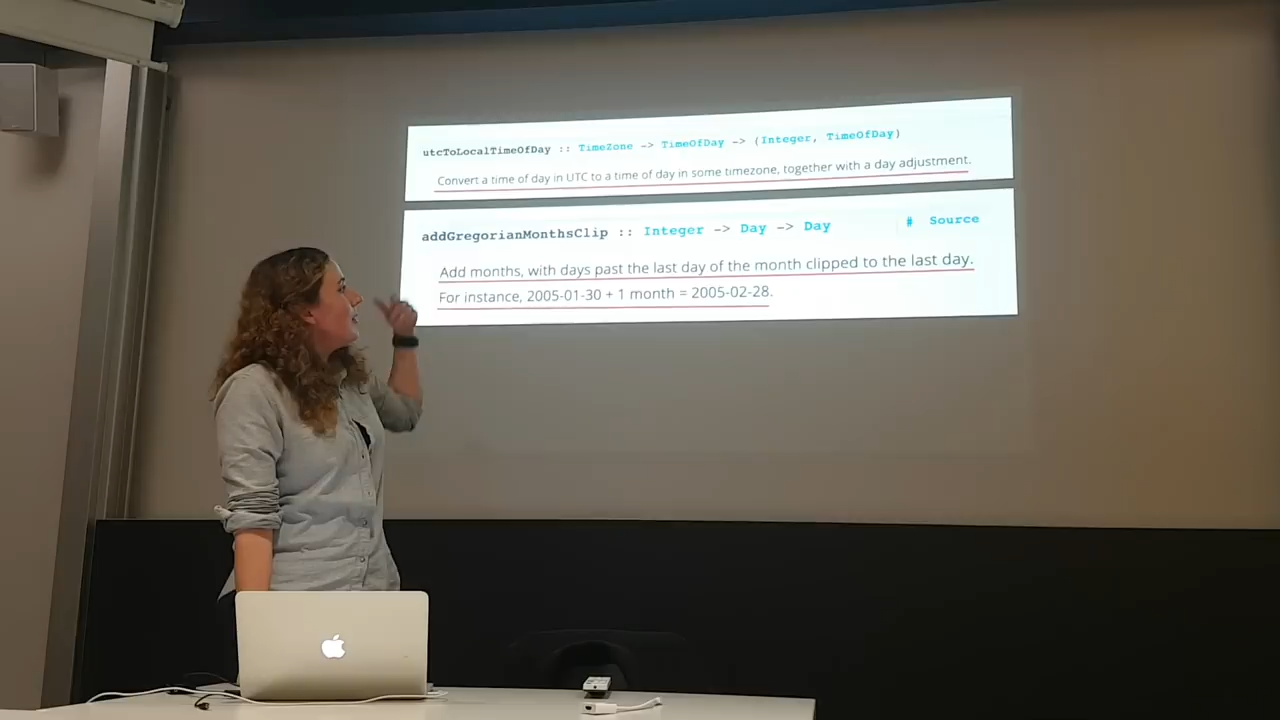 utcToLocalTimeOfDay :: TimeZone -> TimeOfDay -> (Integer, TimeOfDay)
Convert a time of day in UTC to a time of day in some timezone, together with a day adjustment.
addGregorianMonthsClip :: Integer -> Day -> Day # Source
Add months, with days past the last day of the month clipped to the last day.
For instance, 2005-01-30 + 1 month = 2005-02-28.